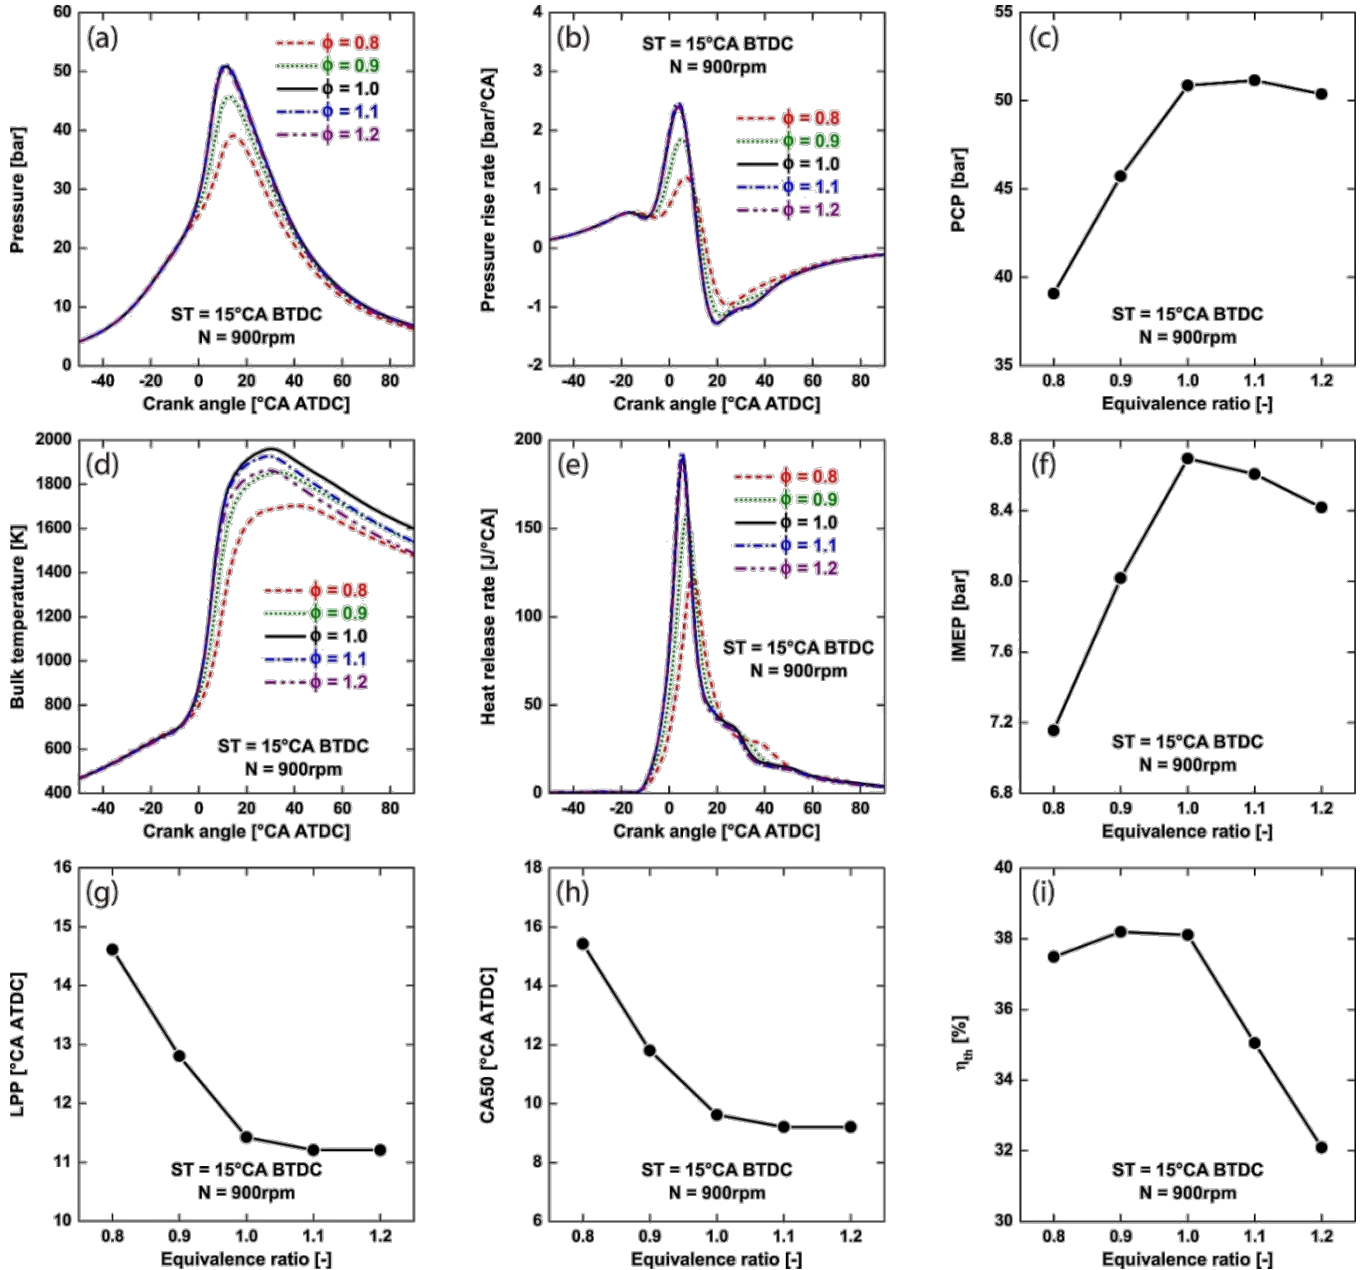 (a)
60
50
40
30
20
10
0
Pressure [bar]
ϕ = 0.8
ϕ = 0.9
ϕ = 1.0
ϕ = 1.1
ϕ = 1.2
ST = 15°CA BTDC
N = 900rpm
-40 -20 0 20 40 60 80
Crank angle [°CA ATDC]
(b)
4
3
2
1
0
-1
-2
Pressure rise rate [bar/°CA]
ST = 15°CA BTDC
N = 900rpm
ϕ = 0.8
ϕ = 0.9
ϕ = 1.0
ϕ = 1.1
ϕ = 1.2
-40 -20 0 20 40 60 80
Crank angle [°CA ATDC]
(c)
55
50
45
40
35
PCP [bar]
ST = 15°CA BTDC
N = 900rpm
0.8 0.9 1.0 1.1 1.2
Equivalence ratio [-]
(d)
2000
1800
1600
1400
1200
1000
800
600
400
Bulk temperature [K]
ϕ = 0.8
ϕ = 0.9
ϕ = 1.0
ϕ = 1.1
ϕ = 1.2
ST = 15°CA BTDC
N = 900rpm
-40 -20 0 20 40 60 80
Crank angle [°CA ATDC]
(e)
200
150
100
50
0
Heat release rate [J/°CA]
ϕ = 0.8
ϕ = 0.9
ϕ = 1.0
ϕ = 1.1
ϕ = 1.2
ST = 15°CA BTDC
N = 900rpm
-40 -20 0 20 40 60 80
Crank angle [°CA ATDC]
(f)
8.8
8.4
8.0
7.6
7.2
6.8
IMEP [bar]
ST = 15°CA BTDC
N = 900rpm
0.8 0.9 1.0 1.1 1.2
Equivalence ratio [-]
(g)
16
15
14
13
12
11
10
LPP [°CA ATDC]
ST = 15°CA BTDC
N = 900rpm
0.8 0.9 1.0 1.1 1.2
Equivalence ratio [-]
(h)
18
16
14
12
10
8
6
CA50 [°CA ATDC]
ST = 15°CA BTDC
N = 900rpm
0.8 0.9 1.0 1.1 1.2
Equivalence ratio [-]
(i)
40
38
36
34
32
30
η_th [%]
ST = 15°CA BTDC
N = 900rpm
0.8 0.9 1.0 1.1 1.2
Equivalence ratio [-]